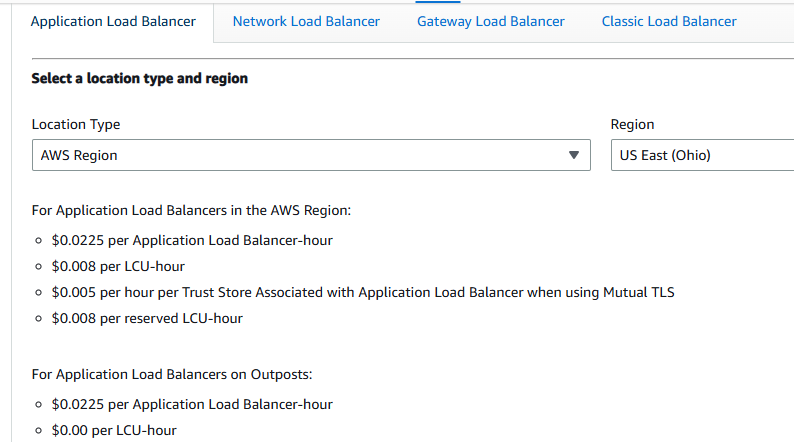 Application Load Balancer Network Load Balancer Gateway Load Balancer Classic Load Balancer
Select a location type and region
Location Type Region
AWS Region US East (Ohio)
For Application Load Balancers in the AWS Region:
$0.0225 per Application Load Balancer-hour
$0.008 per LCU-hour
$0.005 per hour per Trust Store Associated with Application Load Balancer when using Mutual TLS
$0.008 per reserved LCU-hour
For Application Load Balancers on Outposts:
$0.0225 per Application Load Balancer-hour
$0.00 per LCU-hour